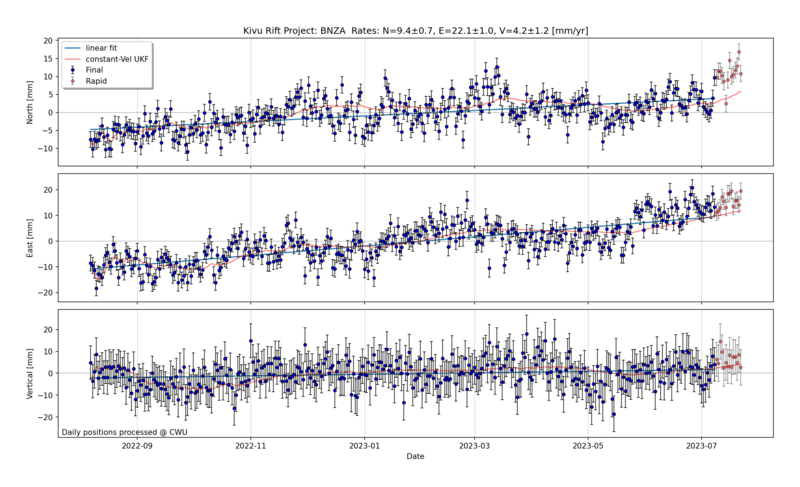 Kivu Rift Project: BNZA Rates: N=9.4±0.7, E=22.1±1.0, V=4.2±1.2 [mm/yr]
linear fit
constant-Vel UKF
Final
Rapid
North [mm]
20
15
10
5
0
−5
−10
East [mm]
20
10
0
−10
−20
Vertical [mm]
20
10
0
−10
−20
Daily positions processed @ CWU
2022-09
2022-11
2023-01
2023-03
2023-05
2023-07
Date